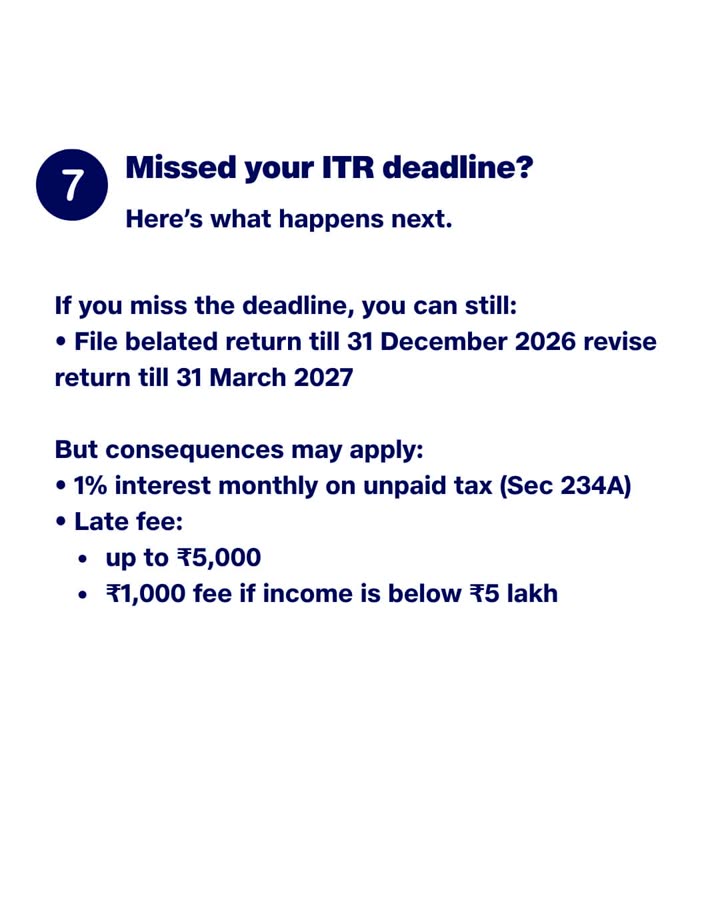 7
Missed your ITR deadline?
Here’s what happens next.
If you miss the deadline, you can still:
• File belated return till 31 December 2026 revise
return till 31 March 2027
But consequences may apply:
• 1% interest monthly on unpaid tax (Sec 234A)
• Late fee:
• up to ₹5,000
• ₹1,000 fee if income is below ₹5 lakh